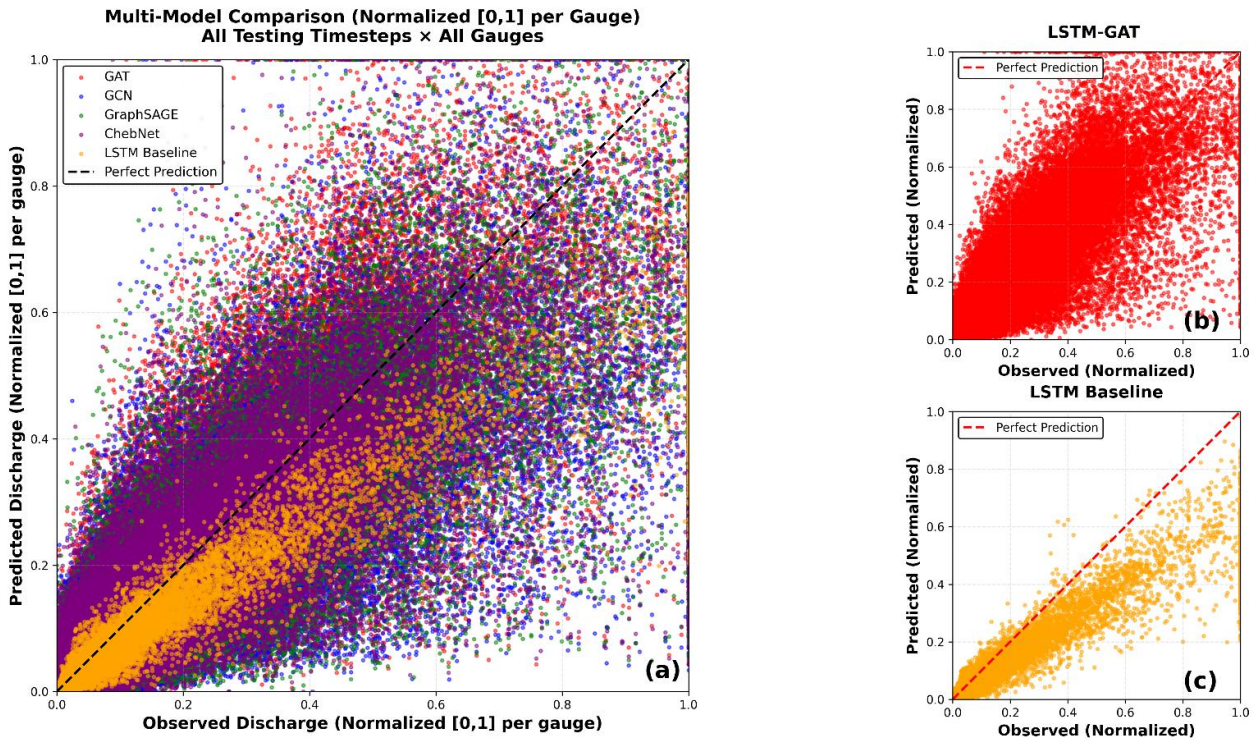 Multi-Model Comparison (Normalized [0,1] per Gauge)
All Testing Timesteps × All Gauges
GAT
GCN
GraphSAGE
ChebNet
LSTM Baseline
Perfect Prediction
Predicted Discharge (Normalized [0,1] per gauge)
1.0
0.8
0.6
0.4
0.2
0.0
0.0
0.2
0.4
0.6
0.8
1.0
Observed Discharge (Normalized [0,1] per gauge)
(a)
LSTM-GAT
Perfect Prediction
Predicted (Normalized)
1.0
0.8
0.6
0.4
0.2
0.0
0.0
0.2
0.4
0.6
0.8
1.0
Observed (Normalized)
(b)
LSTM Baseline
Perfect Prediction
Predicted (Normalized)
1.0
0.8
0.6
0.4
0.2
0.0
0.0
0.2
0.4
0.6
0.8
1.0
Observed (Normalized)
(c)